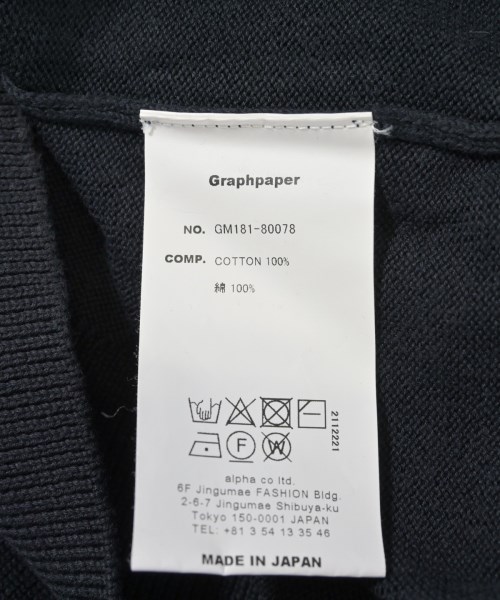 Graphpaper
NO. GM181-80078
COMP. COTTON 100%
綿 100%
2112221
F W
alpha co ltd.
6F Jingumae FASHION Bldg.
2-6-7 Jingumae Shibuya-ku
Tokyo 150-0001 JAPAN
TEL: +81 3 54 13 35 46
MADE IN JAPAN